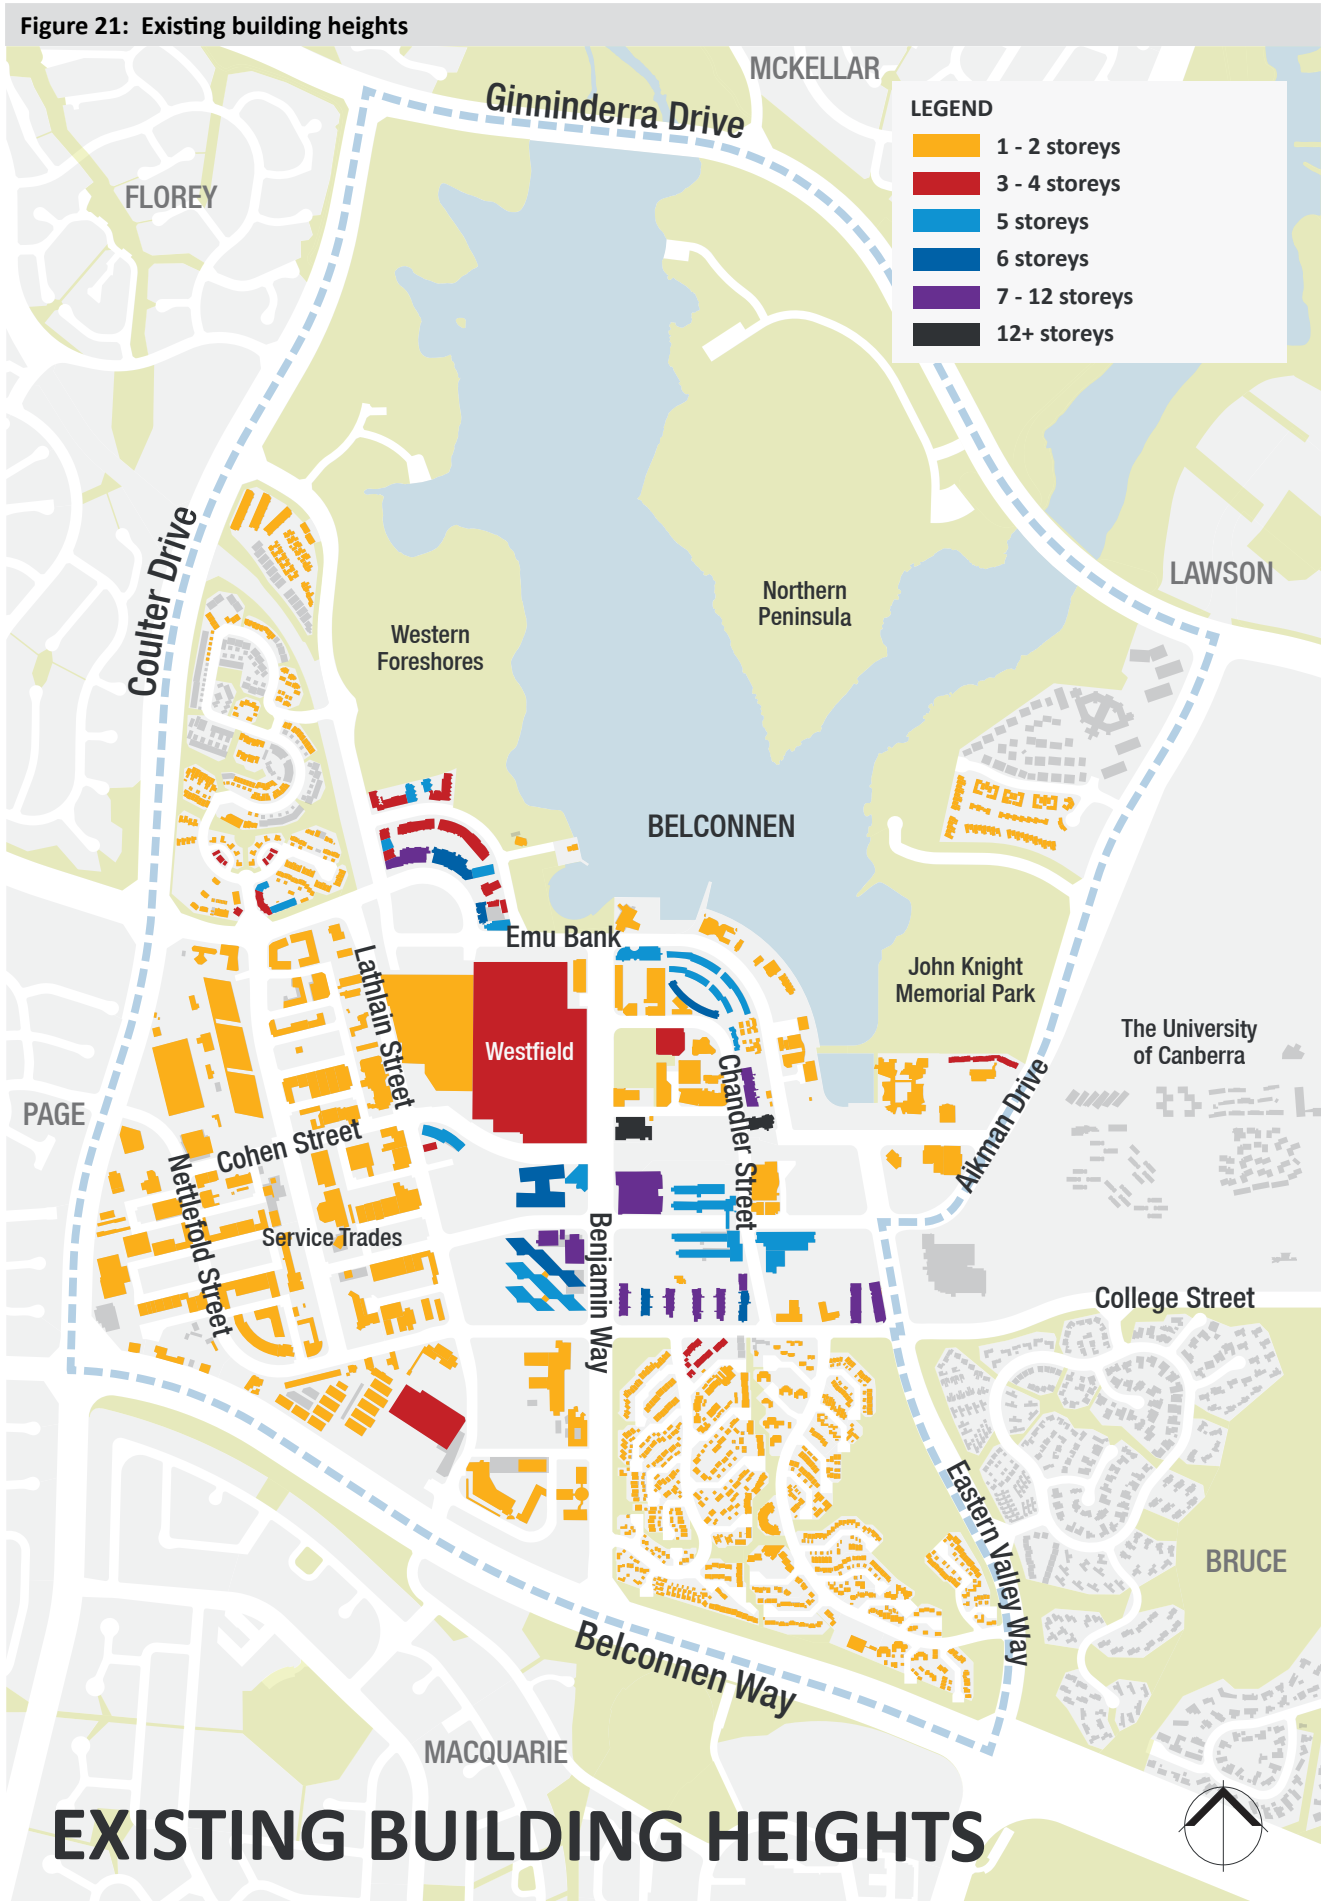 Figure 21: Existing building heights
MCKELLAR
Ginninderra Drive
LEGEND
1 - 2 storeys
3 - 4 storeys
5 storeys
6 storeys
7 - 12 storeys
12+ storeys
FLOREY
Coulter Drive
LAWSON
Northern
Peninsula
Western
Foreshores
BELCONNEN
Emu Bank
Lathlain Street
John Knight
Memorial Park
Westfield
The University
of Canberra
Chandler Street
PAGE
Aikman Drive
Cohen Street
Nettlefold Street
Service Trades
Benjamin Way
College Street
Eastern Valley Way
BRUCE
Belconnen Way
MACQUARIE
EXISTING BUILDING HEIGHTS